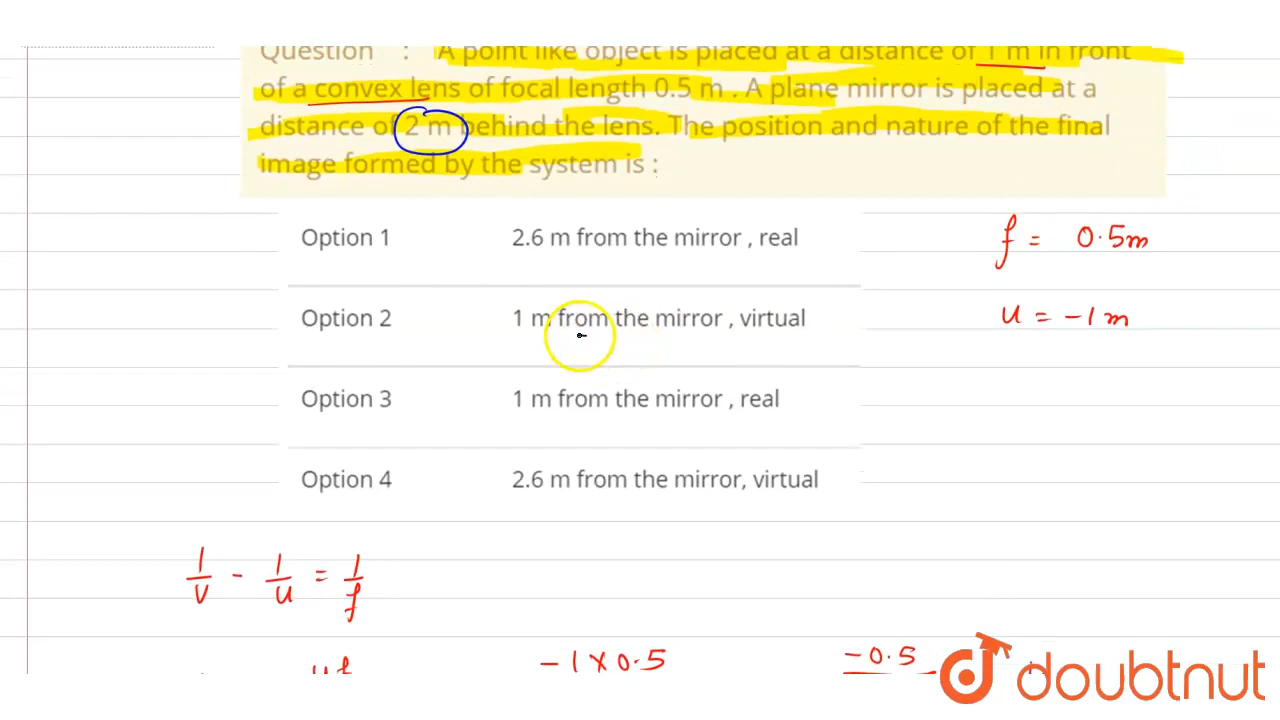 Question : A point like object is placed at a distance of 1 m in front
of a convex lens of focal length 0.5 m . A plane mirror is placed at a
distance of 2 m behind the lens. The position and nature of the final
image formed by the system is :
Option 1 2.6 m from the mirror , real
f = 0.5m
Option 2 1 m from the mirror , virtual
u = -1m
Option 3 1 m from the mirror , real
Option 4 2.6 m from the mirror, virtual
1/v - 1/u = 1/f
uf
-1 × 0.5
-0.5
doubtnut